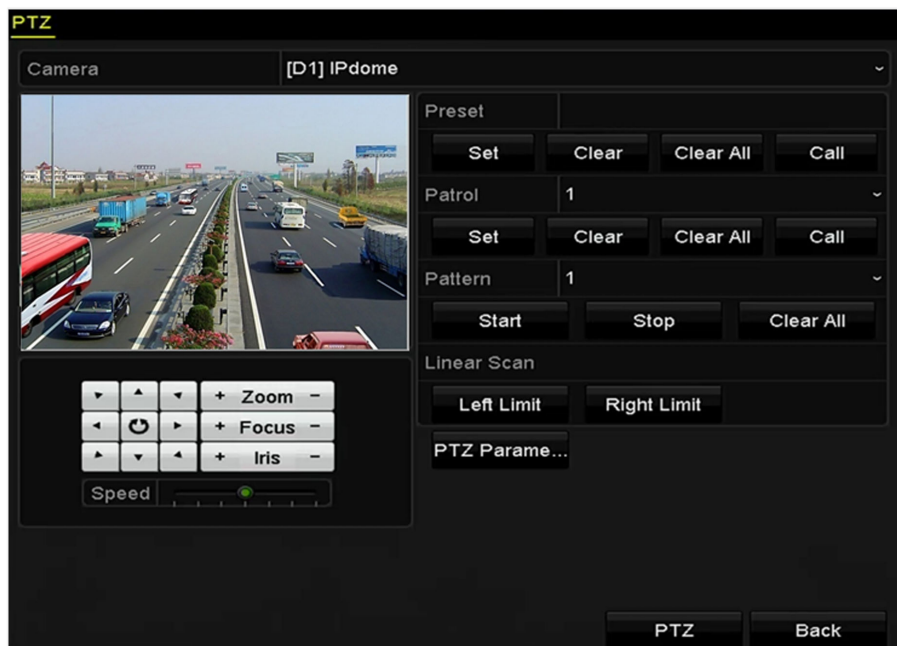 PTZ
Camera [D1] IPdome
Preset
Set Clear Clear All Call
Patrol 1
Set Clear Clear All Call
Pattern 1
Start Stop Clear All
Linear Scan
Left Limit Right Limit
PTZ Parame...
+ Zoom -
+ Focus -
+ Iris -
Speed
PTZ Back